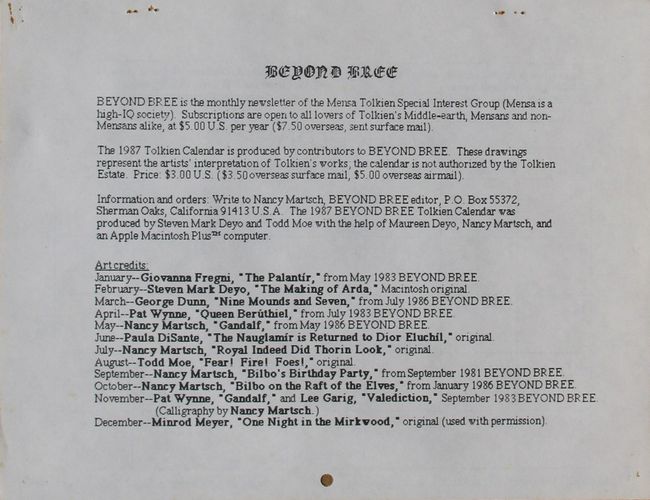 BEYOND BREE
BEYOND BREE is the monthly newsletter of the Mensa Tolkien Special Interest Group (Mensa is a
high-IQ society). Subscriptions are open to all lovers of Tolkien's Middle-earth, Mensans and non-
Mensans alike, at $5.00 U.S. per year ($7.50 overseas, sent surface mail).
The 1987 Tolkien Calendar is produced by contributors to BEYOND BREE. These drawings
represent the artists' interpretation of Tolkien's works, the calendar is not authorized by the Tolkien
Estate. Price: $3.00 U.S. ($3.50 overseas surface mail, $5.00 overseas airmail).
Information and orders: Write to Nancy Martsch, BEYOND BREE editor, P.O. Box 55372,
Sherman Oaks, California 91413 U.S.A. The 1987 BEYOND BREE Tolkien Calendar was
produced by Steven Mark Deyo and Todd Moe with the help of Maureen Deyo, Nancy Martsch, and
an Apple Macintosh Plus™ computer.
Art credits:
January--Giovanna Fregni, "The Palantír," from May 1983 BEYOND BREE.
February--Steven Mark Deyo, "The Making of Arda," Macintosh original.
March--George Dunn, "Nine Mounds and Seven," from July 1986 BEYOND BREE.
April--Pat Wynne, "Queen Berúthiel," from July 1983 BEYOND BREE.
May--Nancy Martsch, "Gandalf," from May 1986 BEYOND BREE.
June--Paula DiSante, "The Nauglamír is Returned to Dior Eluchíl," original.
July--Nancy Martsch, "Royal Indeed Did Thorin Look," original.
August--Todd Moe, "Fear! Fire! Foes!," original.
September--Nancy Martsch, "Bilbo's Birthday Party," from September 1981 BEYOND BREE.
October--Nancy Martsch, "Bilbo on the Raft of the Elves," from January 1986 BEYOND BREE.
November--Pat Wynne, "Gandalf," and Lee Garig, "Valediction," September 1983 BEYOND BREE.
(Calligraphy by Nancy Martsch.)
December--Minrod Meyer, "One Night in the Mirkwood," original (used with permission).